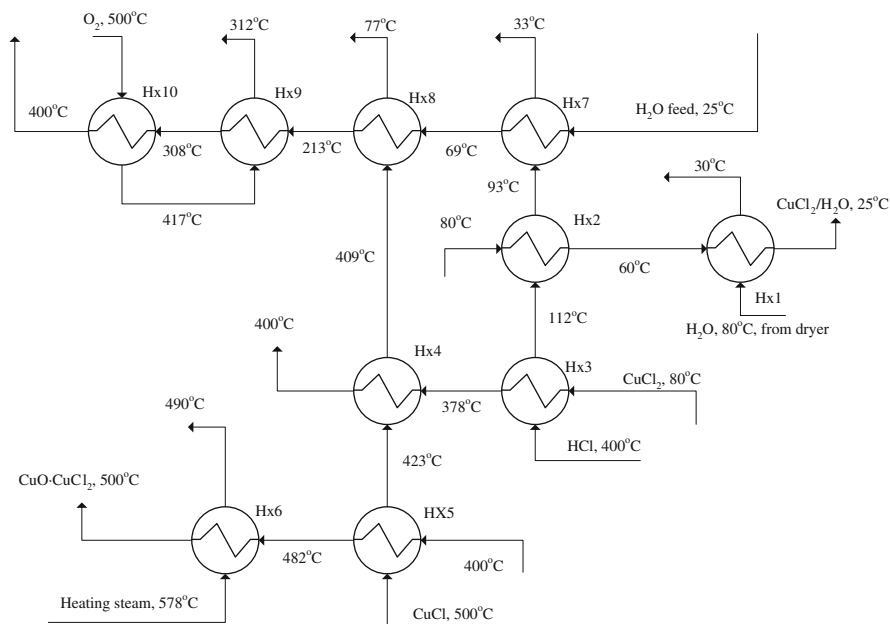 O₂, 500°C
312°C
77°C
33°C
Hx10
Hx9
Hx8
Hx7
400°C
H₂O feed, 25°C
308°C
213°C
69°C
30°C
93°C
417°C
CuCl₂/H₂O, 25°C
80°C
Hx2
409°C
60°C
Hx1
112°C
H₂O, 80°C, from dryer
400°C
Hx4
Hx3
CuCl₂, 80°C
378°C
490°C
HCl, 400°C
423°C
CuO·CuCl₂, 500°C
Hx6
HX5
482°C
400°C
Heating steam, 578°C
CuCl, 500°C